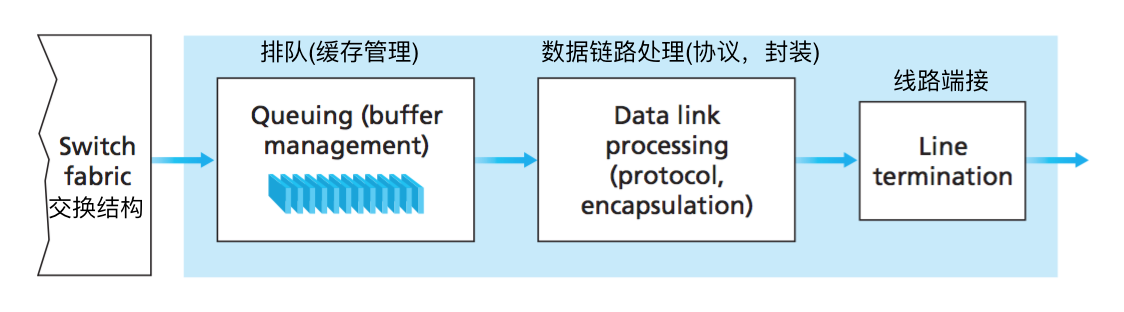 排队(缓存管理)
数据链路处理(协议，封装)
线路端接
Switch
fabric
交换结构
Queuing (buffer
management)
Data link
processing
(protocol,
encapsulation)
Line
termination